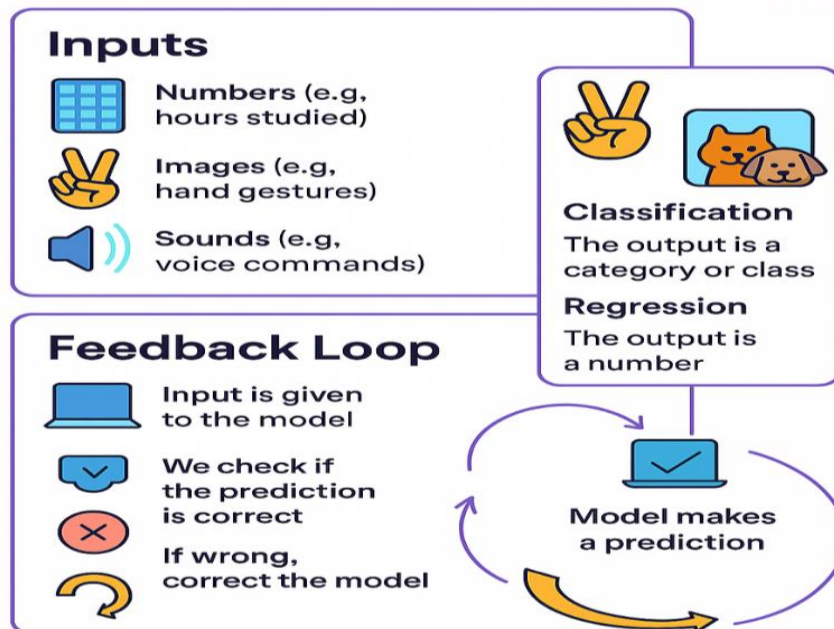 Inputs
Numbers (e.g,
hours studied)
Images (e.g,
hand gestures)
Sounds (e.g,
voice commands)
Classification
The output is a
category or class
Regression
The output is
a number
Feedback Loop
Input is given
to the model
We check if
the prediction
is correct
If wrong,
correct the model
Model makes
a prediction